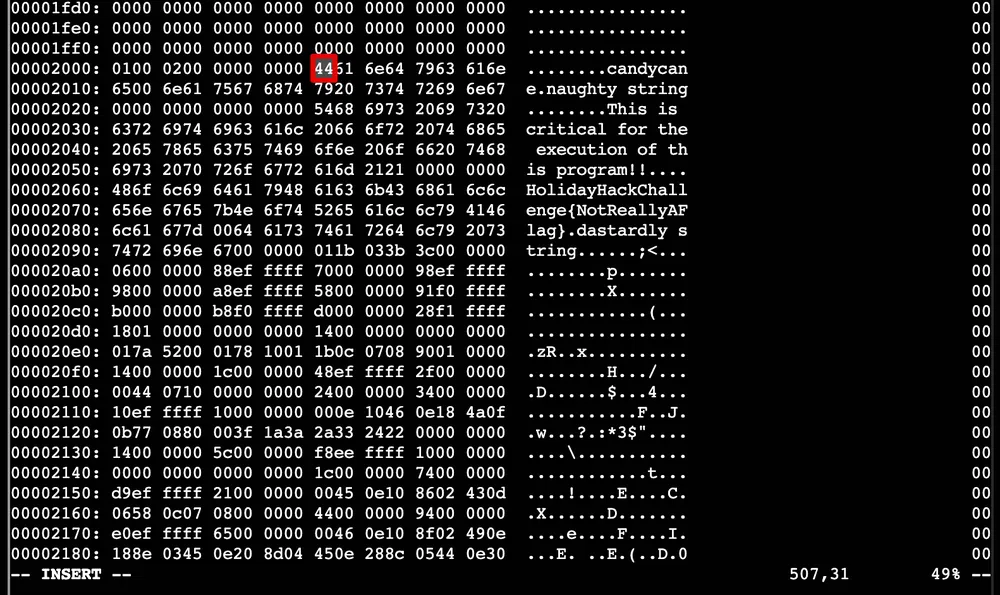 00001fd0: 0000 0000 0000 0000 0000 0000 0000 0000  ................ 00
00001fe0: 0000 0000 0000 0000 0000 0000 0000 0000  ................ 00
00001ff0: 0000 0000 0000 0000 0000 0000 0000 0000  ................ 00
00002000: 0100 0200 0000 0000 4461 6e64 7963 616e  ........candycan 00
00002010: 6500 6e61 7567 6874 7920 7374 7269 6e67  e.naughty string 00
00002020: 0000 0000 0000 0000 5468 6973 2069 7320  ........This is  00
00002030: 6372 6974 6963 616c 2066 6f72 2074 6865  critical for the 00
00002040: 2065 7865 6375 7469 6f6e 206f 6620 7468   execution of th 00
00002050: 6973 2070 726f 6772 616d 2121 0000 0000  is program!!.... 00
00002060: 486f 6c69 6461 7948 6163 6b43 6861 6c6c  HolidayHackChall 00
00002070: 656e 6765 7b4e 6f74 5265 616c 6c79 4146  enge{NotReallyAF 00
00002080: 6c61 677d 0064 6173 7461 7264 6c79 2073  lag}.dastardly s 00
00002090: 7472 696e 6700 0000 011b 033b 3c00 0000  tring......;<... 00
000020a0: 0600 0000 88ef ffff 7000 0000 98ef ffff  ........p....... 00
000020b0: 9800 0000 a8ef ffff 5800 0000 91f0 ffff  ........X....... 00
000020c0: b000 0000 b8f0 ffff d000 0000 28f1 ffff  ............(... 00
000020d0: 1801 0000 0000 0000 1400 0000 0000 0000  ................ 00
000020e0: 017a 5200 0178 1001 1b0c 0708 9001 0000  .zR..x.......... 00
000020f0: 1400 0000 1c00 0000 48ef ffff 2f00 0000  ........H.../... 00
00002100: 0044 0710 0000 0000 2400 0000 3400 0000  .D......$...4... 00
00002110: 10ef ffff 1000 0000 000e 1046 0e18 4a0f  ...........F..J. 00
00002120: 0b77 0880 003f 1a3a 2a33 2422 0000 0000  .w...?.:*3$".... 00
00002130: 1400 0000 5c00 0000 f8ee ffff 1000 0000  ....\........... 00
00002140: 0000 0000 0000 0000 1c00 0000 7400 0000  ............t... 00
00002150: d9ef ffff 2100 0000 0045 0e10 8602 430d  ....!....E....C. 00
00002160: 0658 0c07 0800 0000 4400 0000 9400 0000  .X......D....... 00
00002170: e0ef ffff 6500 0000 0046 0e10 8f02 490e  ....e....F....I. 00
00002180: 188e 0345 0e20 8d04 450e 288c 0544 0e30  ...E. ..E.(..D.0 00
-- INSERT -- 507,31 49% --